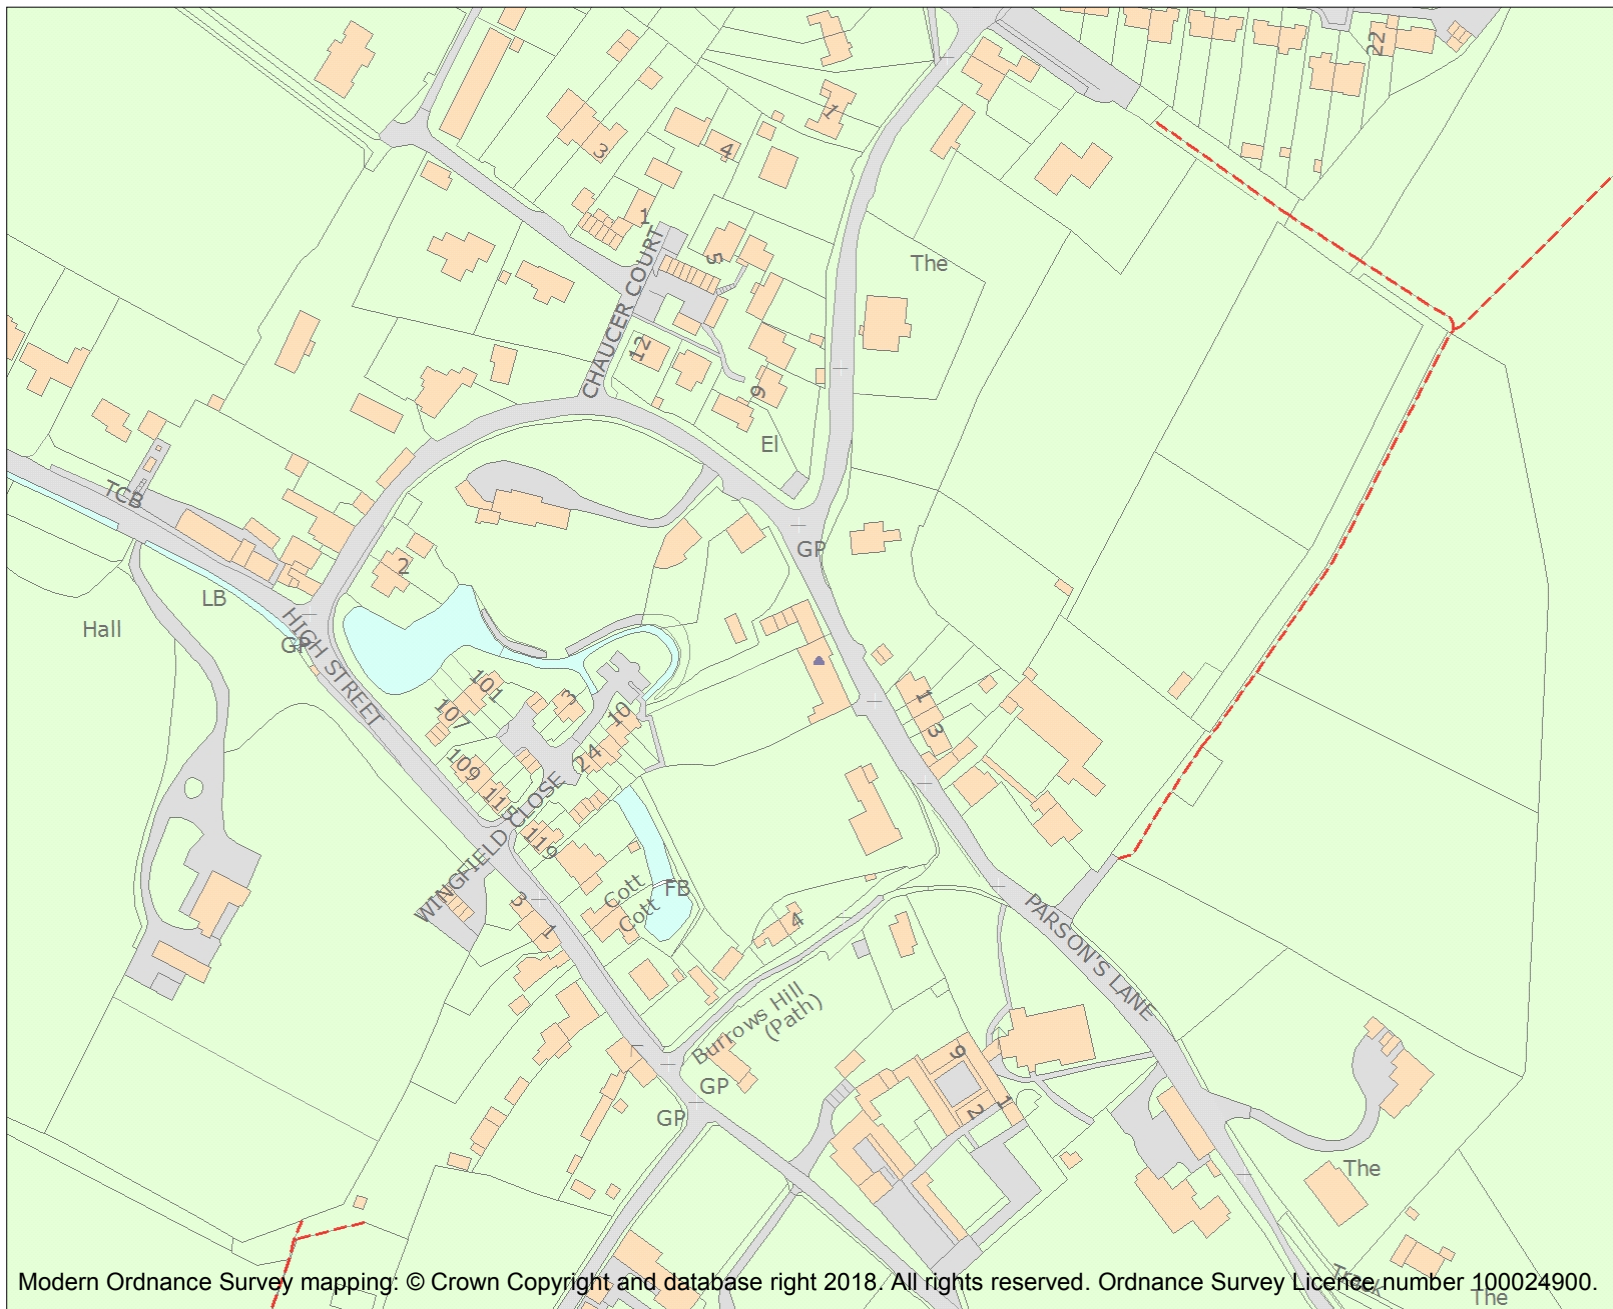 22
1
3
4
1
The
5
CHAUCER COURT
12
9
El
TCB
GP
2
LB
Hall
GP
HIGH STREET
101
3
107
10
1
3
109
24
115
WINGFIELD CLOSE
119
Cott
FB
Cott
3
1
4
PARSON'S LANE
Burrows Hill
(Path)
9
GP
1
2
GP
The
Track
The
Modern Ordnance Survey mapping: © Crown Copyright and database right 2018. All rights reserved. Ordnance Survey Licence number 100024900.